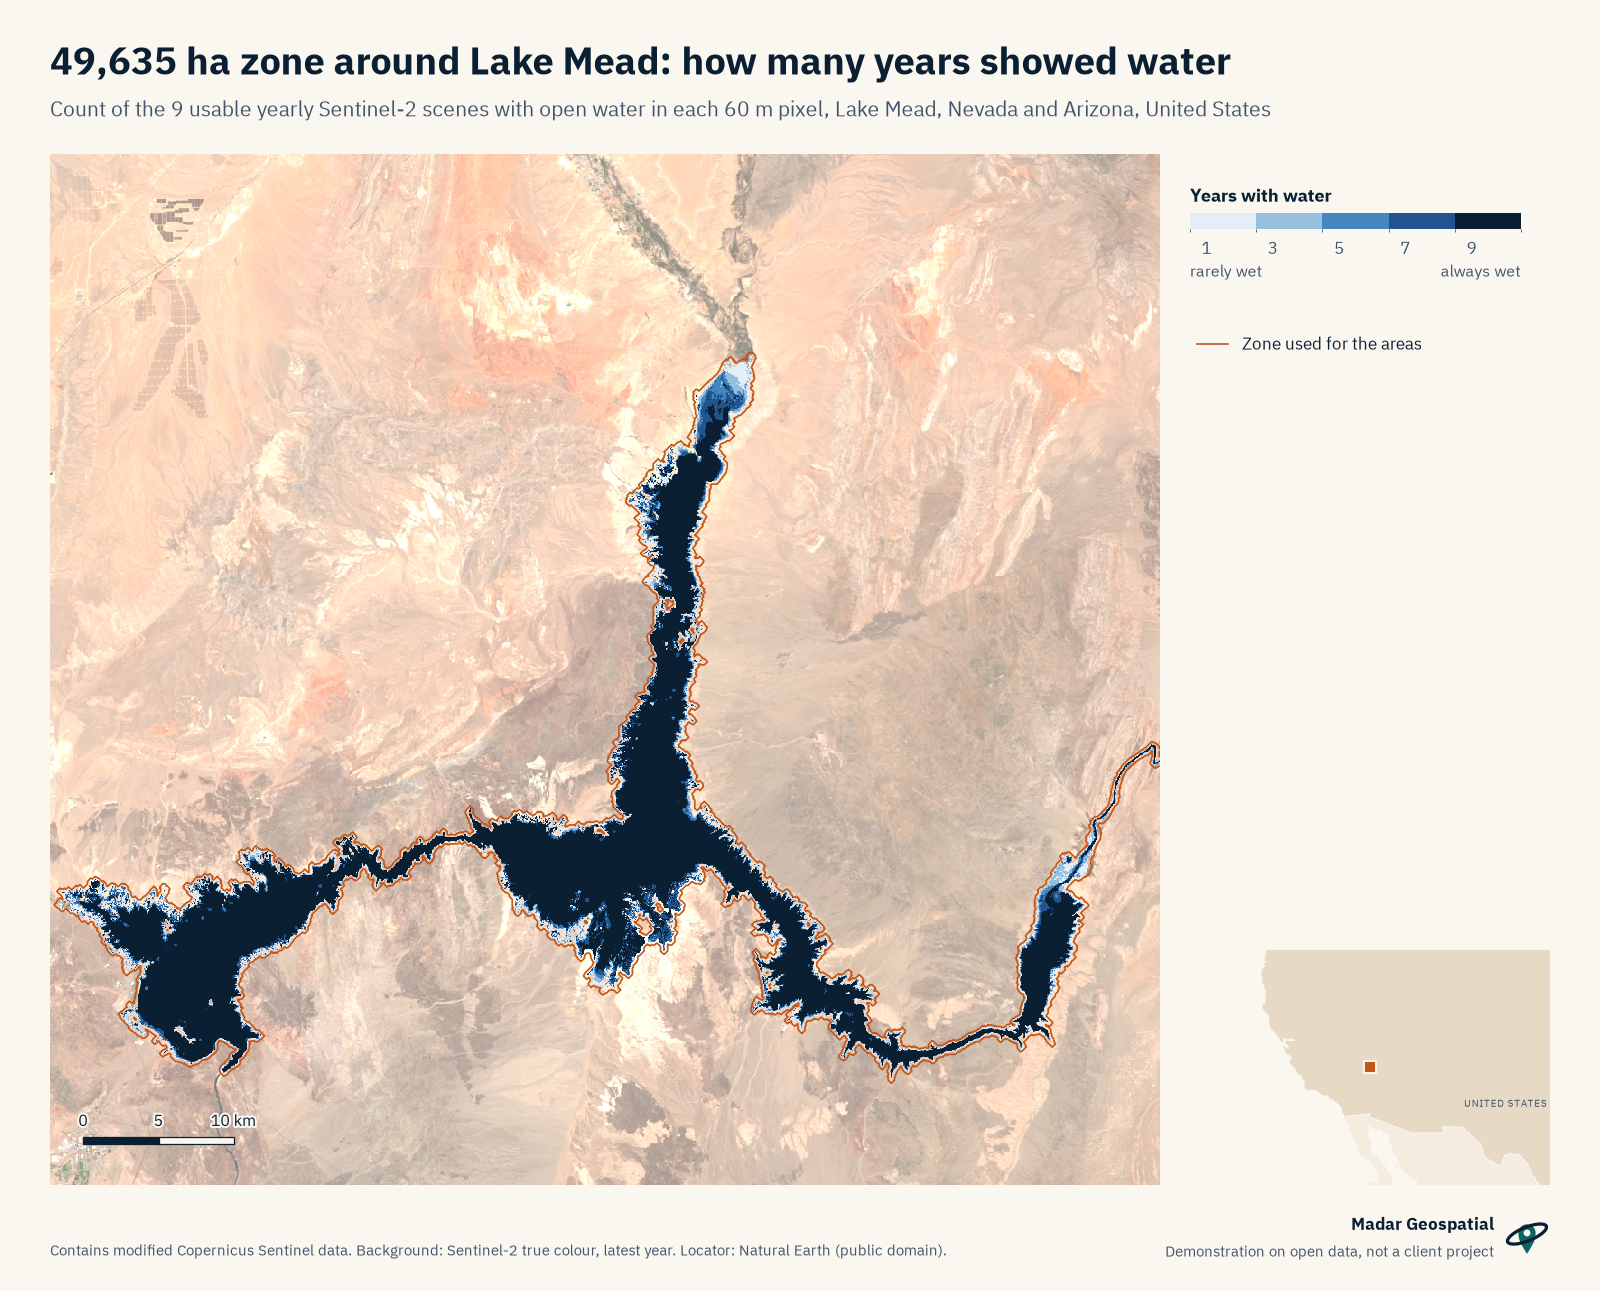 49,635 ha zone around Lake Mead: how many years showed water
Count of the 9 usable yearly Sentinel-2 scenes with open water in each 60 m pixel, Lake Mead, Nevada and Arizona, United States
Years with water
1 3 5 7 9
rarely wet always wet
Zone used for the areas
UNITED STATES
0 5 10 km
Madar Geospatial
Contains modified Copernicus Sentinel data. Background: Sentinel-2 true colour, latest year. Locator: Natural Earth (public domain).
Demonstration on open data, not a client project